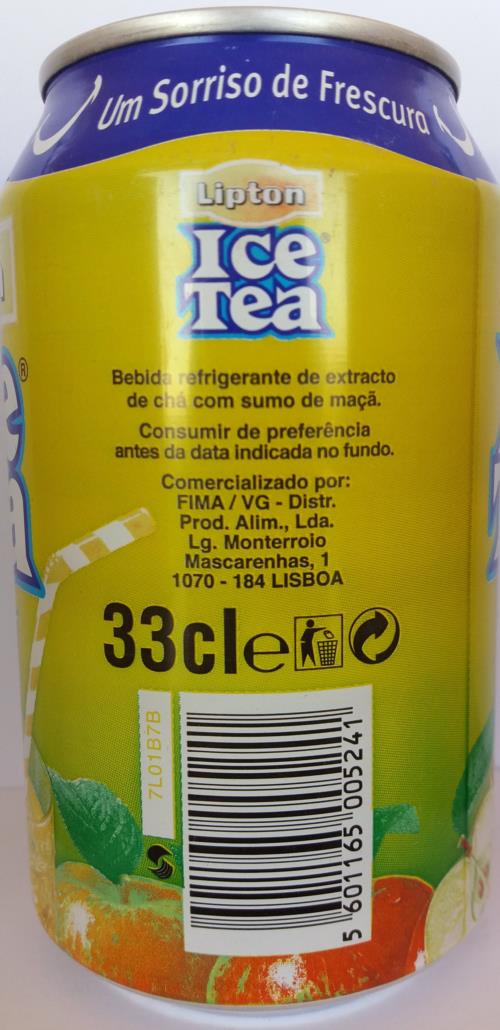 Um Sorriso de Frescura
Lipton
Ice
Tea
®
Bebida refrigerante de extracto
de chá com sumo de maçã.
Consumir de preferência
antes da data indicada no fundo.
Comercializado por:
FIMA / VG - Distr.
Prod. Alim., Lda.
Lg. Monterroio
Mascarenhas, 1
1070 - 184 LISBOA
33cl e
7L01B7B
5 601165 005241